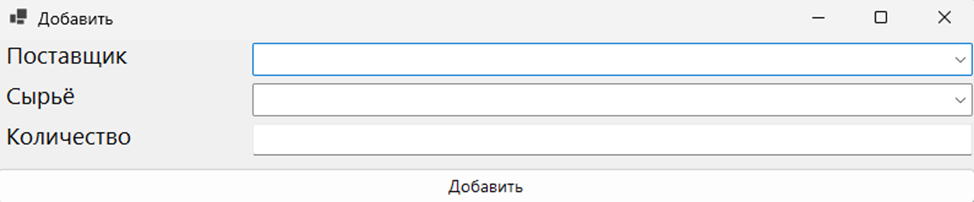 Добавить
Поставщик
Сырьё
Количество
Добавить